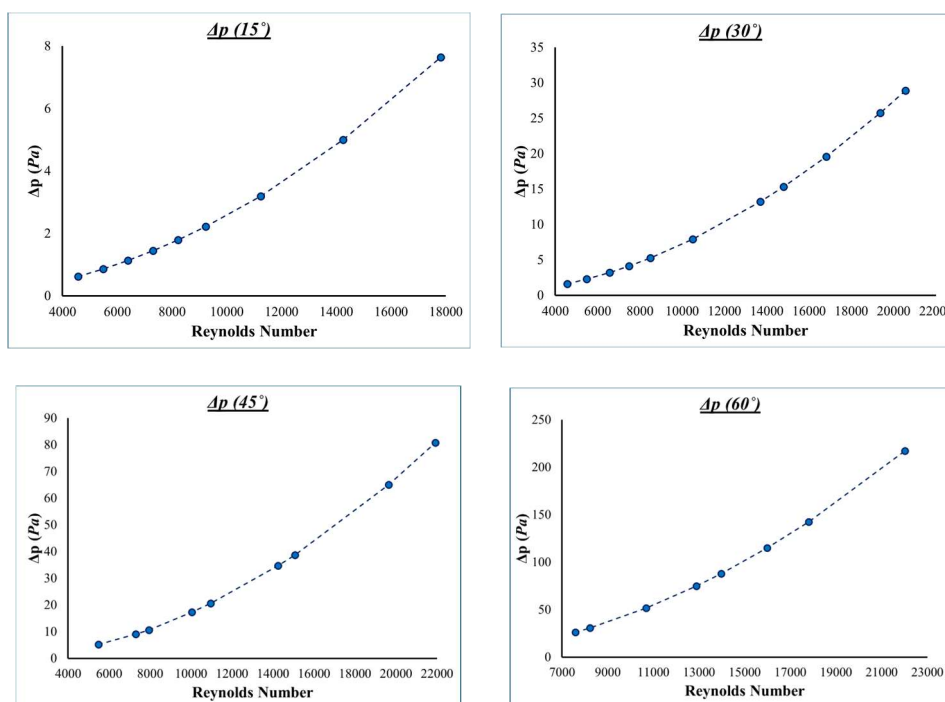 Δp (15˚)
8
6
4
2
0
Δp (Pa)
4000 6000 8000 10000 12000 14000 16000 18000
Reynolds Number
Δp (30˚)
35
30
25
20
15
10
5
0
Δp (Pa)
4000 6000 8000 10000 12000 14000 16000 18000 20000 2200
Reynolds Number
Δp (45˚)
90
80
70
60
50
40
30
20
10
0
Δp (Pa)
4000 6000 8000 10000 12000 14000 16000 18000 20000 22000
Reynolds Number
Δp (60˚)
250
200
150
100
50
0
Δp (Pa)
7000 9000 11000 13000 15000 17000 19000 21000 23000
Reynolds Number